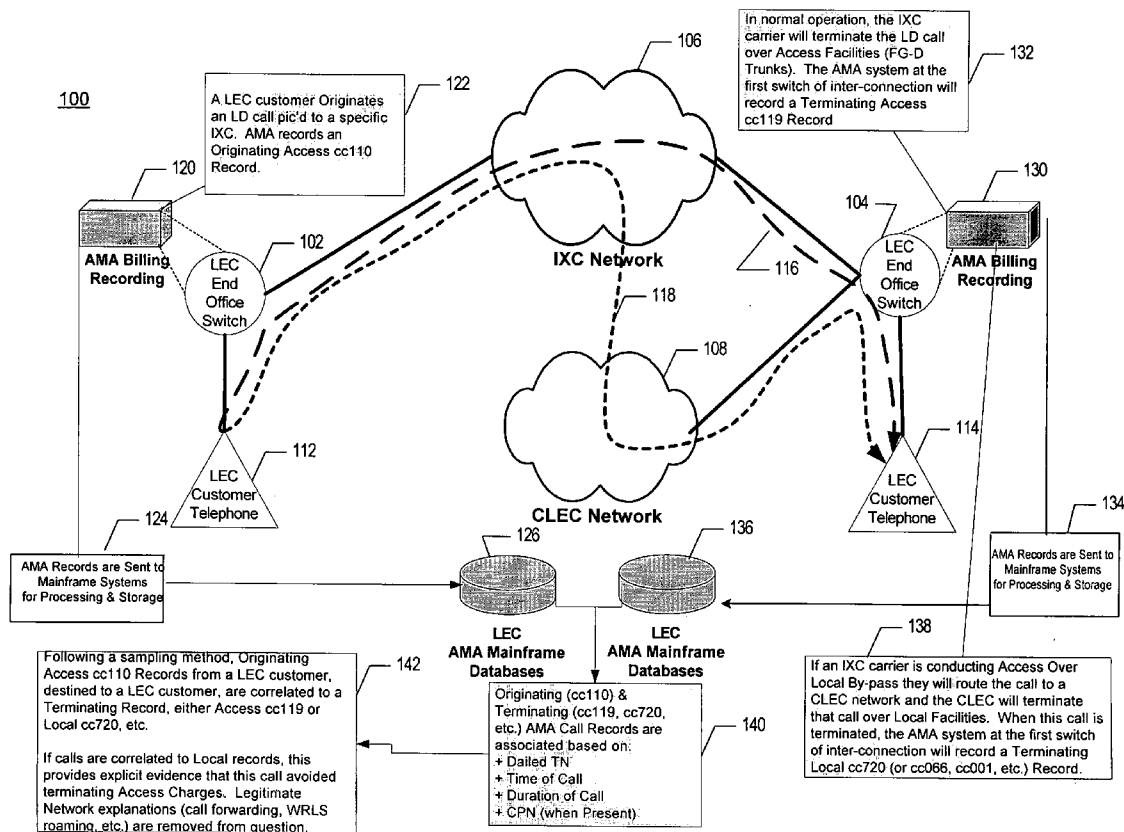 100
106
122
A LEC customer Originates
an LD call pic'd to a specific
IXC. AMA records an
Originating Access cc110
Record.
In normal operation, the IXC
carrier will terminate the LD call
over Access Facilities (FG-D
Trunks). The AMA system at the
first switch of inter-connection will
record a Terminating Access
cc119 Record
132
120
AMA Billing
Recording
102
LEC
End
Office
Switch
IXC Network
116
118
104
LEC
End
Office
Switch
130
AMA Billing
Recording
108
CLEC Network
112
LEC
Customer
Telephone
114
LEC
Customer
Telephone
124
AMA Records are Sent to
Mainframe Systems
for Processing & Storage
126
LEC
AMA Mainframe
Databases
136
LEC
AMA Mainframe
Databases
134
AMA Records are Sent to
Mainframe Systems
for Processing & Storage
138
If an IXC carrier is conducting Access Over
Local By-pass they will route the call to a
CLEC network and the CLEC will terminate
that call over Local Facilities. When this call is
terminated, the AMA system at the first switch
of inter-connection will record a Terminating
Local cc720 (or cc066, cc001, etc.) Record.
Originating (cc110) &
Terminating (cc119, cc720,
etc.) AMA Call Records are
associated based on:
+ Dailed TN
+ Time of Call
+ Duration of Call
+ CPN (when Present)
140
142
Following a sampling method, Originating
Access cc110 Records from a LEC customer,
destined to a LEC customer, are correlated to a
Terminating Record, either Access cc119 or
Local cc720, etc.
If calls are correlated to Local records, this
provides explicit evidence that this call avoided
terminating Access Charges. Legitimate
Network explanations (call forwarding, WRLS
roaming, etc.) are removed from question.